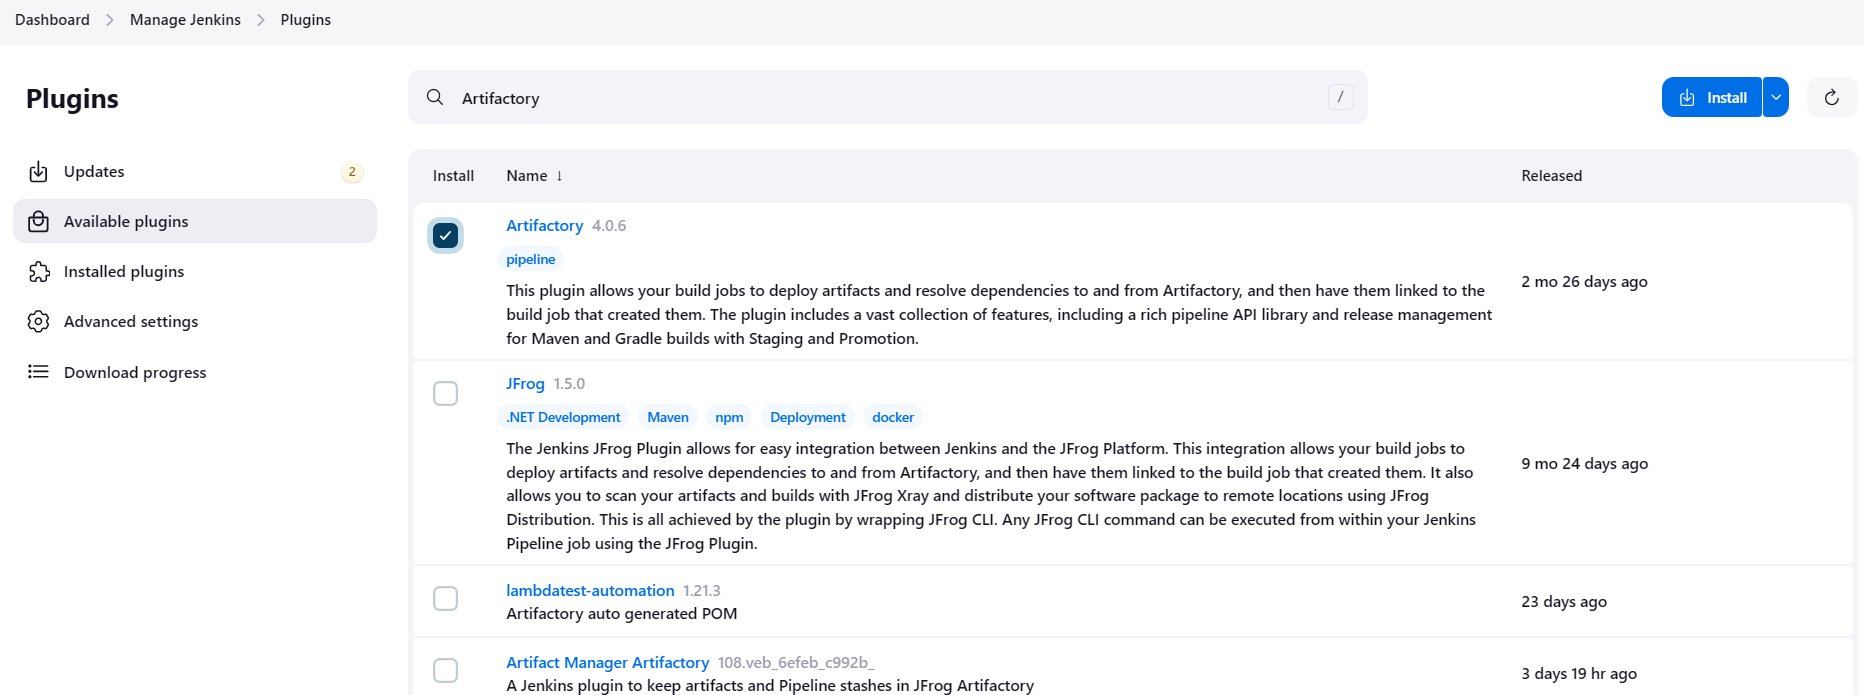 Dashboard > Manage Jenkins > Plugins
Plugins
Artifactory /
Install
Updates 2
Available plugins
Installed plugins
Advanced settings
Download progress
Install Name ↓ Released
Artifactory 4.0.6
pipeline
This plugin allows your build jobs to deploy artifacts and resolve dependencies to and from Artifactory, and then have them linked to the
build job that created them. The plugin includes a vast collection of features, including a rich pipeline API library and release management
for Maven and Gradle builds with Staging and Promotion.
2 mo 26 days ago
JFrog 1.5.0
.NET Development Maven npm Deployment docker
The Jenkins JFrog Plugin allows for easy integration between Jenkins and the JFrog Platform. This integration allows your build jobs to
deploy artifacts and resolve dependencies to and from Artifactory, and then have them linked to the build job that created them. It also
allows you to scan your artifacts and builds with JFrog Xray and distribute your software package to remote locations using JFrog
Distribution. This is all achieved by the plugin by wrapping JFrog CLI. Any JFrog CLI command can be executed from within your Jenkins
Pipeline job using the JFrog Plugin.
9 mo 24 days ago
lambdatest-automation 1.21.3
Artifactory auto generated POM
23 days ago
Artifact Manager Artifactory 108.veb_6efeb_c992b_
A Jenkins plugin to keep artifacts and Pipeline stashes in JFrog Artifactory
3 days 19 hr ago